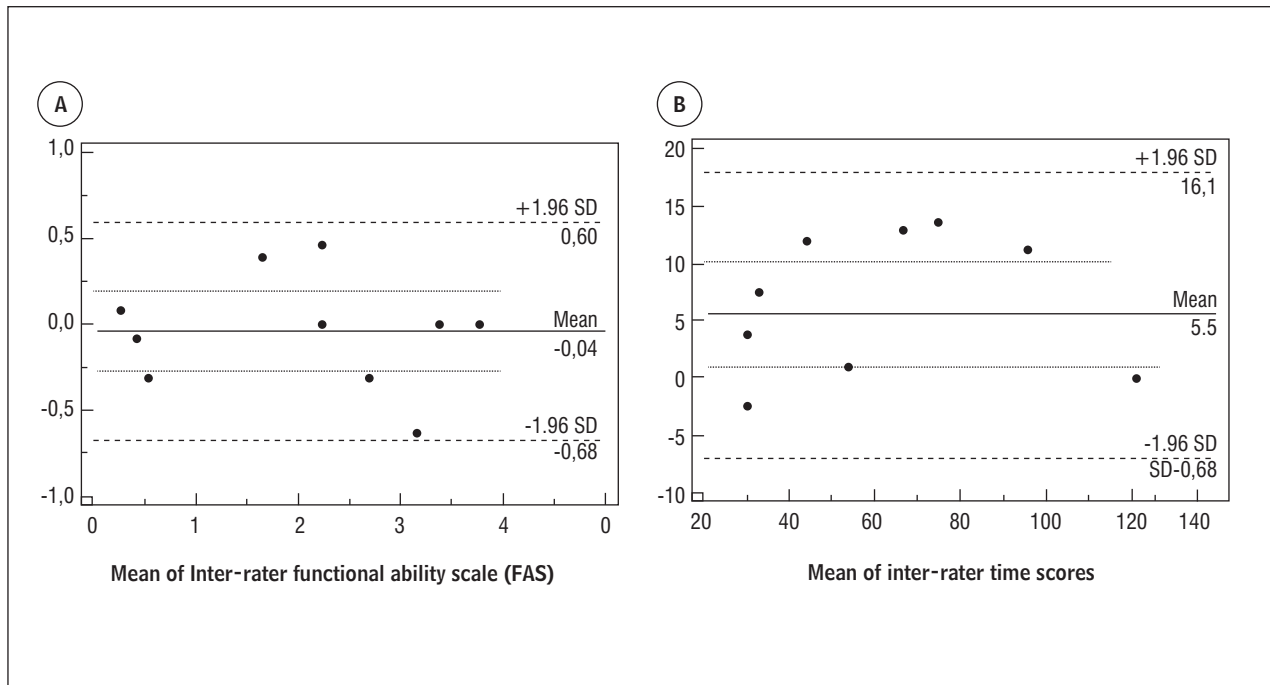 A
1,0
0,5
0,0
-0,5
-1,0
+1.96 SD
0,60
Mean
-0,04
-1.96 SD
-0,68
0 1 2 3 4 0
Mean of Inter-rater functional ability scale (FAS)
B
20
15
10
5
0
-5
-10
+1.96 SD
16,1
Mean
5.5
-1.96 SD
SD-0,68
20 40 60 80 100 120 140
Mean of inter-rater time scores